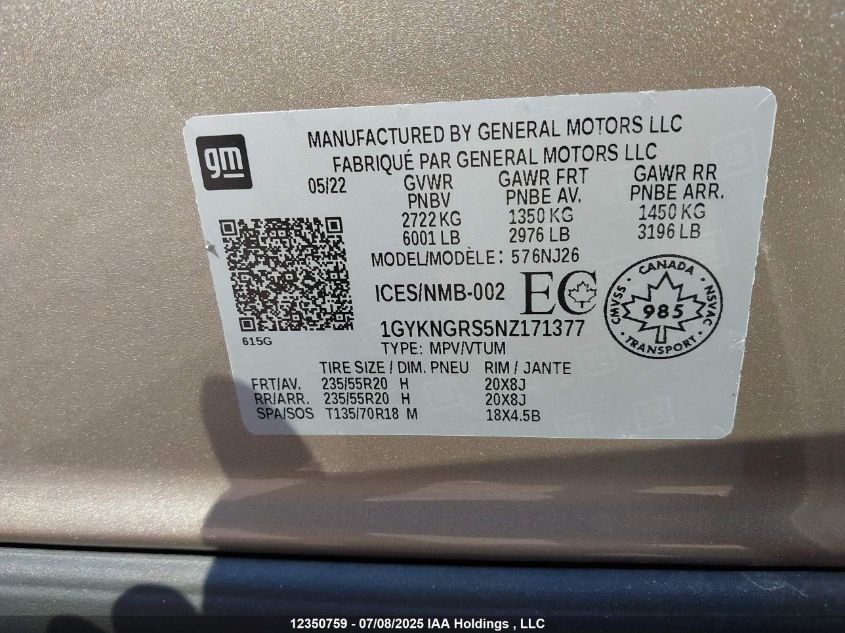 gm
MANUFACTURED BY GENERAL MOTORS LLC
FABRIQUÉ PAR GENERAL MOTORS LLC
05/22 GVWR GAWR FRT GAWR RR
PNBV PNBE AV. PNBE ARR.
2722 KG 1350 KG 1450 KG
6001 LB 2976 LB 3196 LB
MODEL/MODÈLE: 576NJ26
ICES/NMB-002 EC
CANADA
CMVSS 985 NSVAC
TRANSPORT
615G
1GYKNGRS5NZ171377
TYPE: MPV/VTUM
TIRE SIZE / DIM. PNEU RIM / JANTE
FRT/AV. 235/55R20 H 20X8J
RR/ARR. 235/55R20 H 20X8J
SPA/SOS T135/70R18 M 18X4.5B
12350759 - 07/08/2025 IAA Holdings , LLC